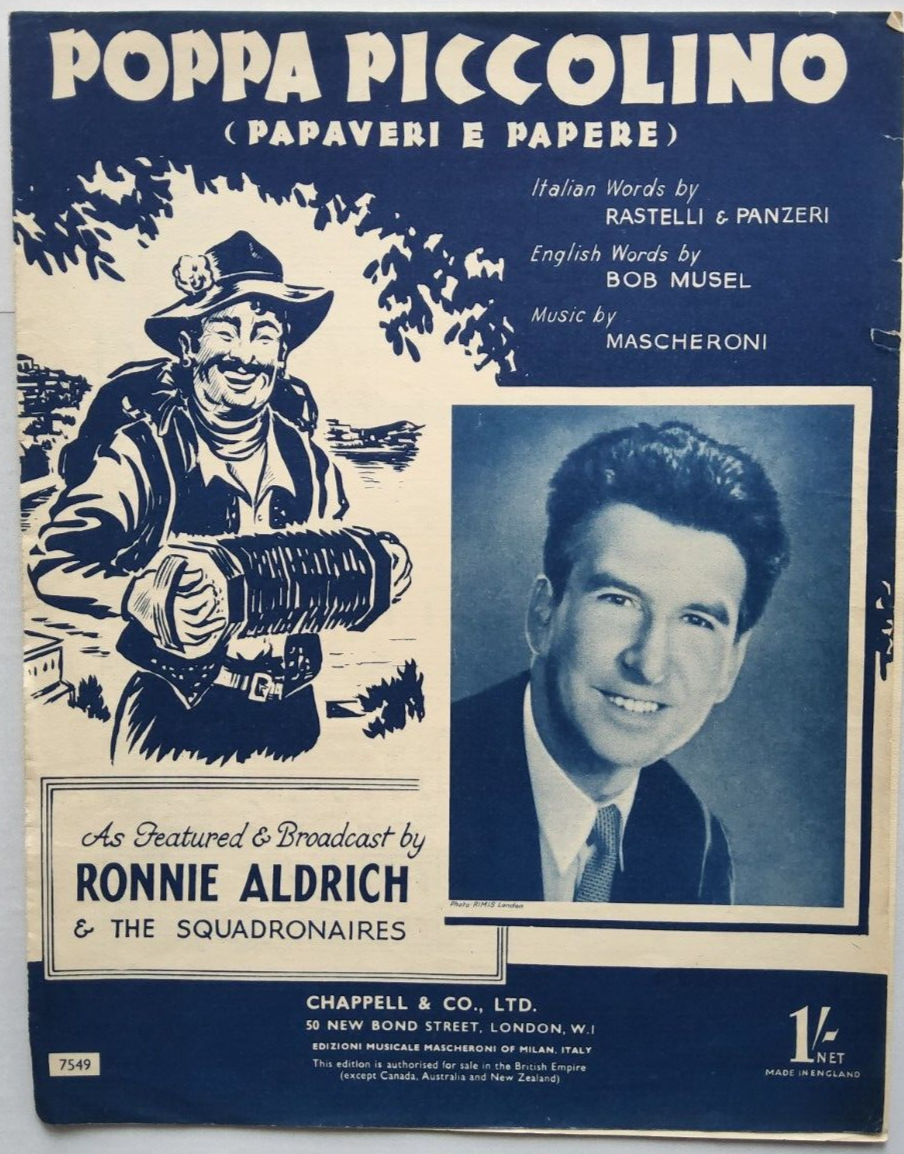 POPPA PICCOLINO
(PAPAVERI E PAPERE)
Italian Words by
RASTELLI & PANZERI
English Words by
BOB MUSEL
Music by
MASCHERONI
Photo RIMIS London
As Featured & Broadcast by
RONNIE ALDRICH
& THE SQUADRONAIRES
CHAPPELL & CO., LTD.
50 NEW BOND STREET, LONDON, W.I
EDIZIONI MUSICALE MASCHERONI OF MILAN, ITALY
This edition is authorised for sale in the British Empire
(except Canada, Australia and New Zealand)
7549
1/- NET
MADE IN ENGLAND